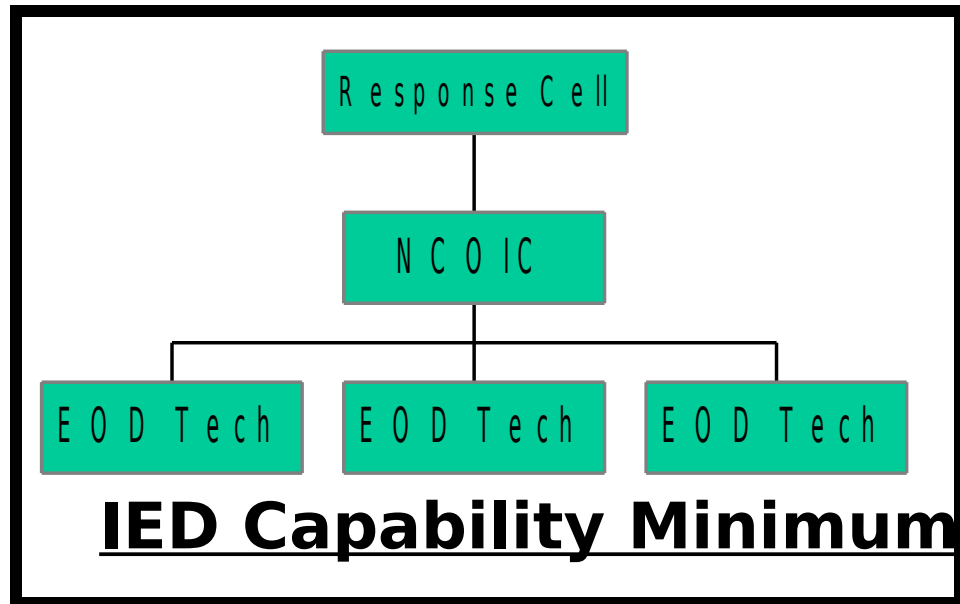 Response Cell
NCOIC
EOD Tech
EOD Tech
EOD Tech
IED Capability Minimum